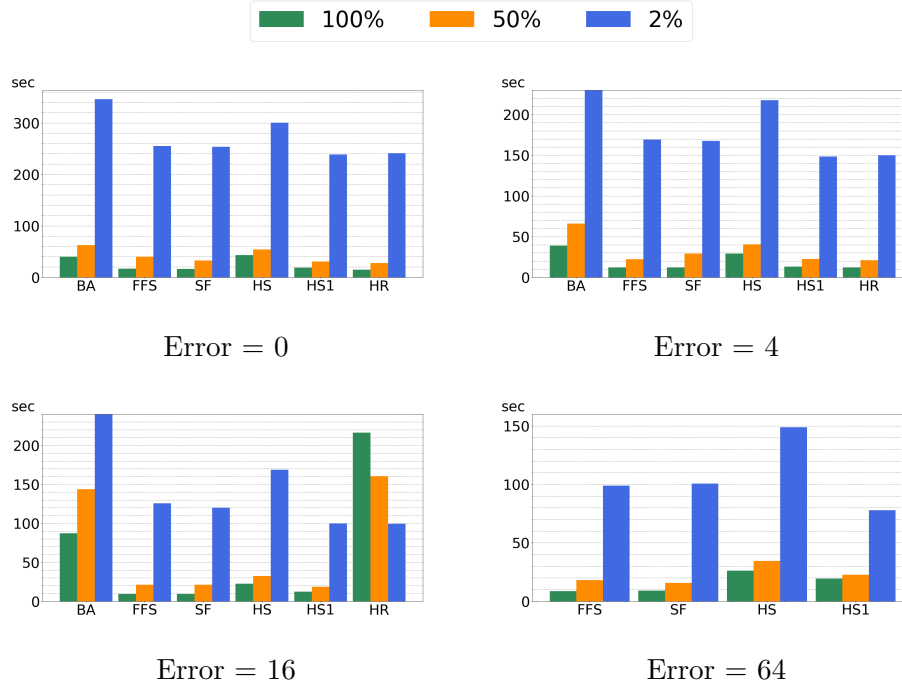 100% 50% 2%
sec sec
300
200
100
0
BA FFS SF HS HS1 HR
200
150
100
50
0
BA FFS SF HS HS1 HR
Error = 0 Error = 4
sec sec
200
150
100
50
0
BA FFS SF HS HS1 HR
150
100
50
0
FFS SF HS HS1
Error = 16 Error = 64